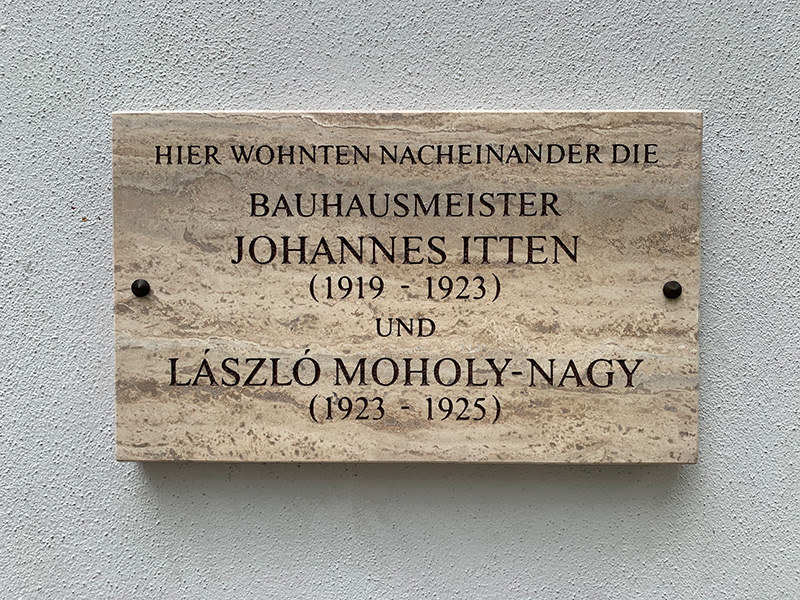 HIER WOHNTEN NACHEINANDER DIE
BAUHAUSMEISTER
JOHANNES ITTEN
(1919 - 1923)
UND
LÁSZLÓ MOHOLY-NAGY
(1923 - 1925)